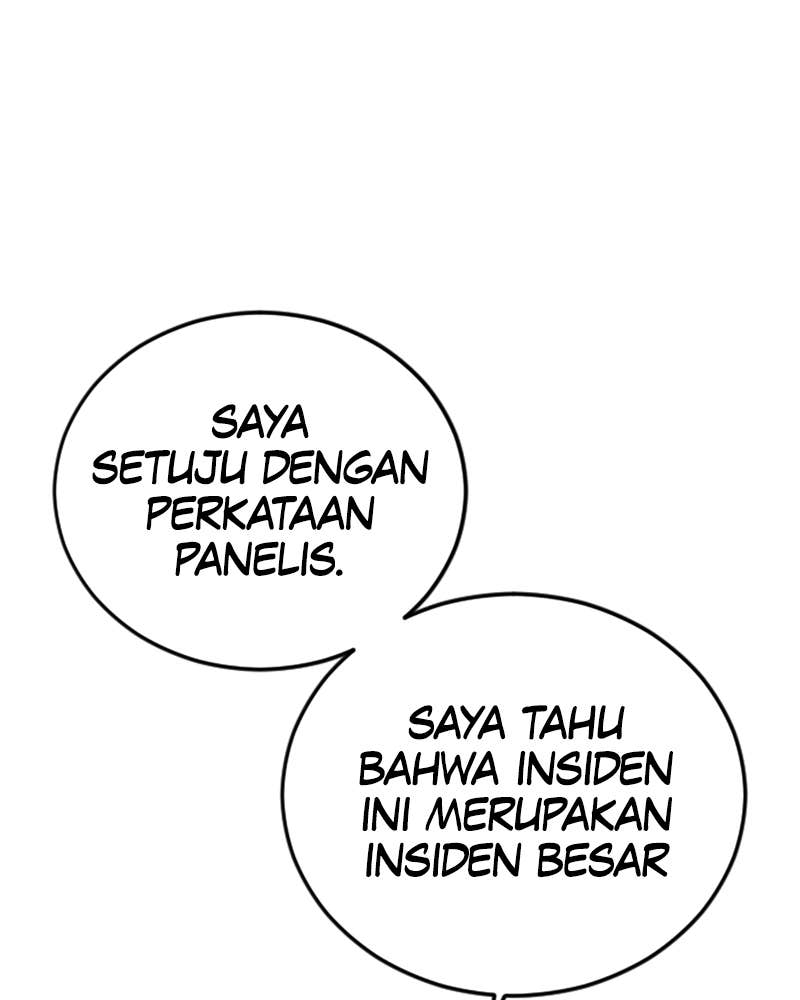 SAYA
SETUJU DENGAN
PERKATAAN
PANELIS.
SAYA TAHU
BAHWA INSIDEN
INI MERUPAKAN
INSIDEN BESAR